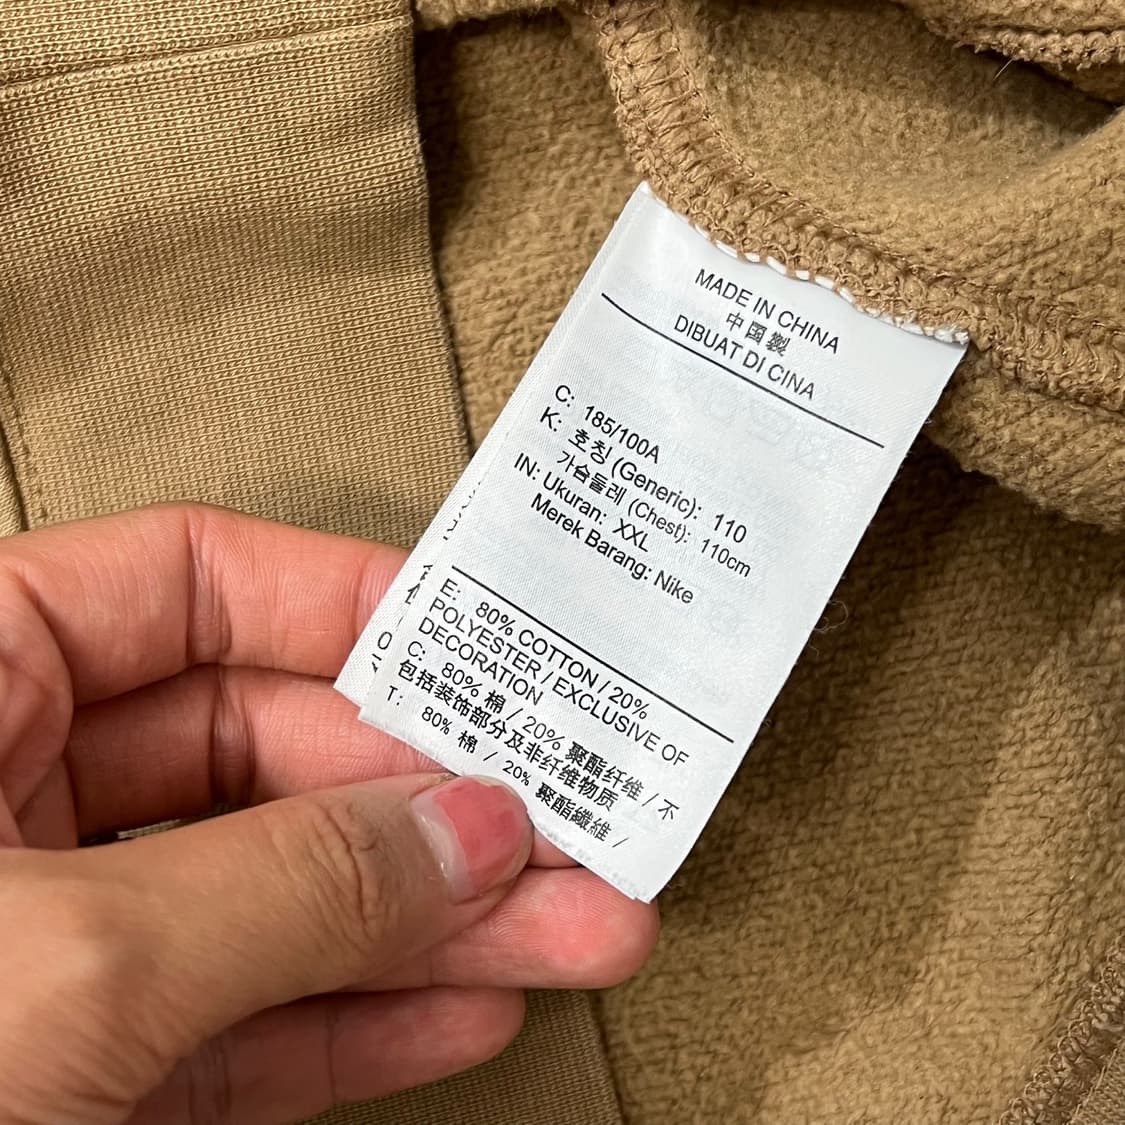 MADE IN CHINA
中国製
DIBUAT DI CINA
C: 185/100A
K: 호칭 (Generic): 110
가슴둘레 (Chest): 110cm
IN: Ukuran: XXL
Merek Barang: Nike
E: 80% COTTON / 20%
POLYESTER / EXCLUSIVE OF
DECORATION
C: 80% 棉 / 20% 聚酯纤维 / 不
包括装饰部分及非纤维物质
T: 80% 棉 / 20% 聚酯纖維 /